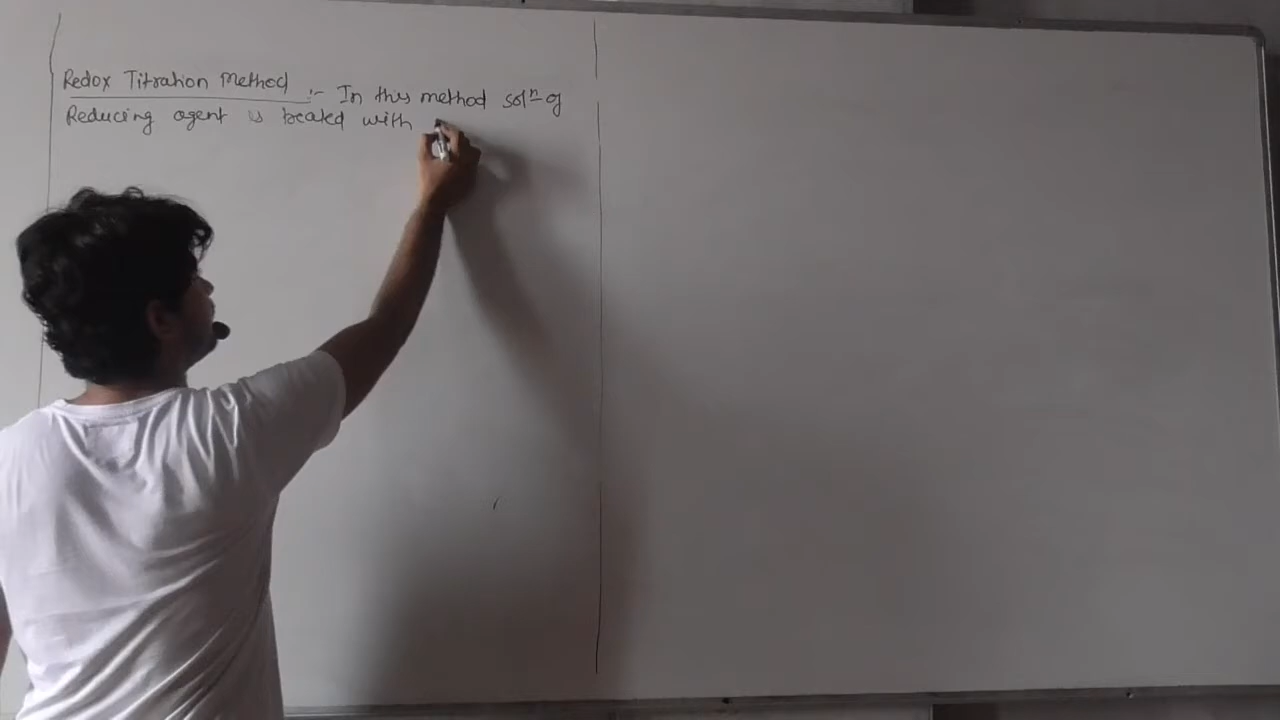 Redox Titration Method :- In this method solⁿ of
Reducing agent is treated with